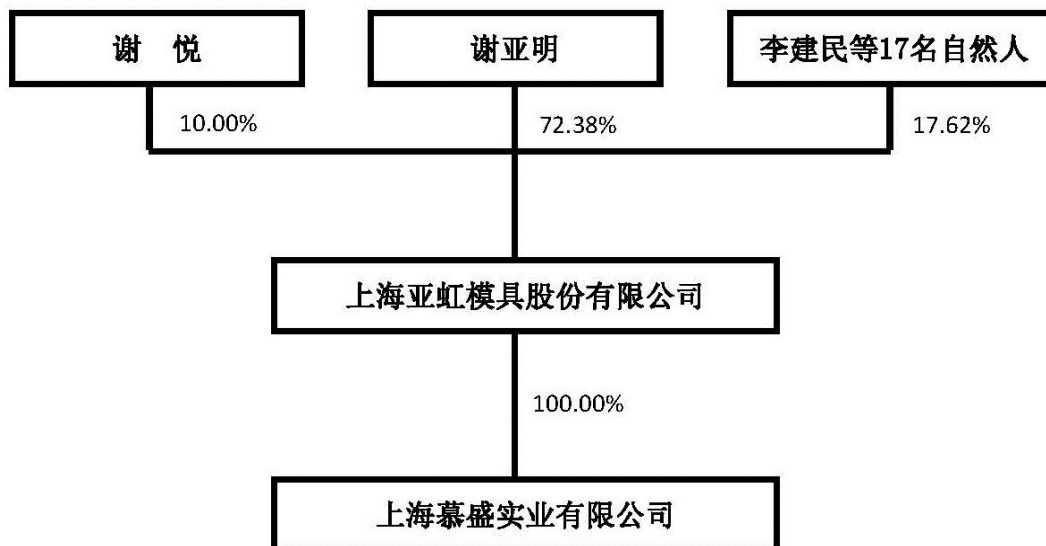 谢 悦
谢亚明
李建民等17名自然人
10.00%
72.38%
17.62%
上海亚虹模具股份有限公司
100.00%
上海慕盛实业有限公司